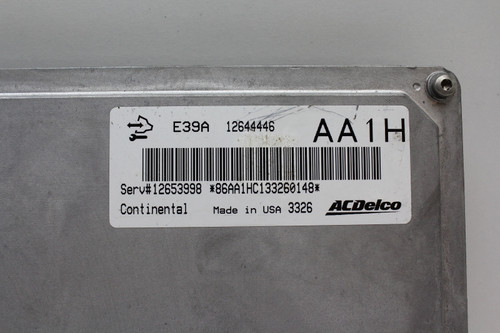 E39A 12644446 AA1H
Serv#12653998 *86AA1HC133260148*
Continental Made in USA 3326 ACDelco